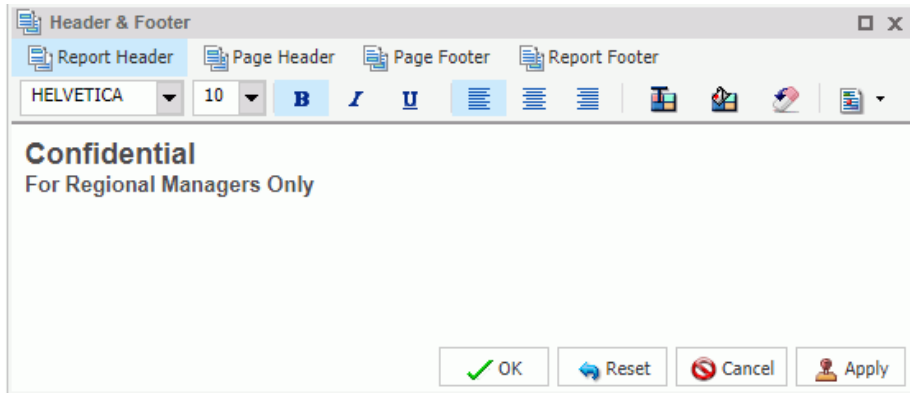 Header & Footer
Report Header Page Header Page Footer Report Footer
HELVETICA 10 B I U
Confidential
For Regional Managers Only
OK Reset Cancel Apply